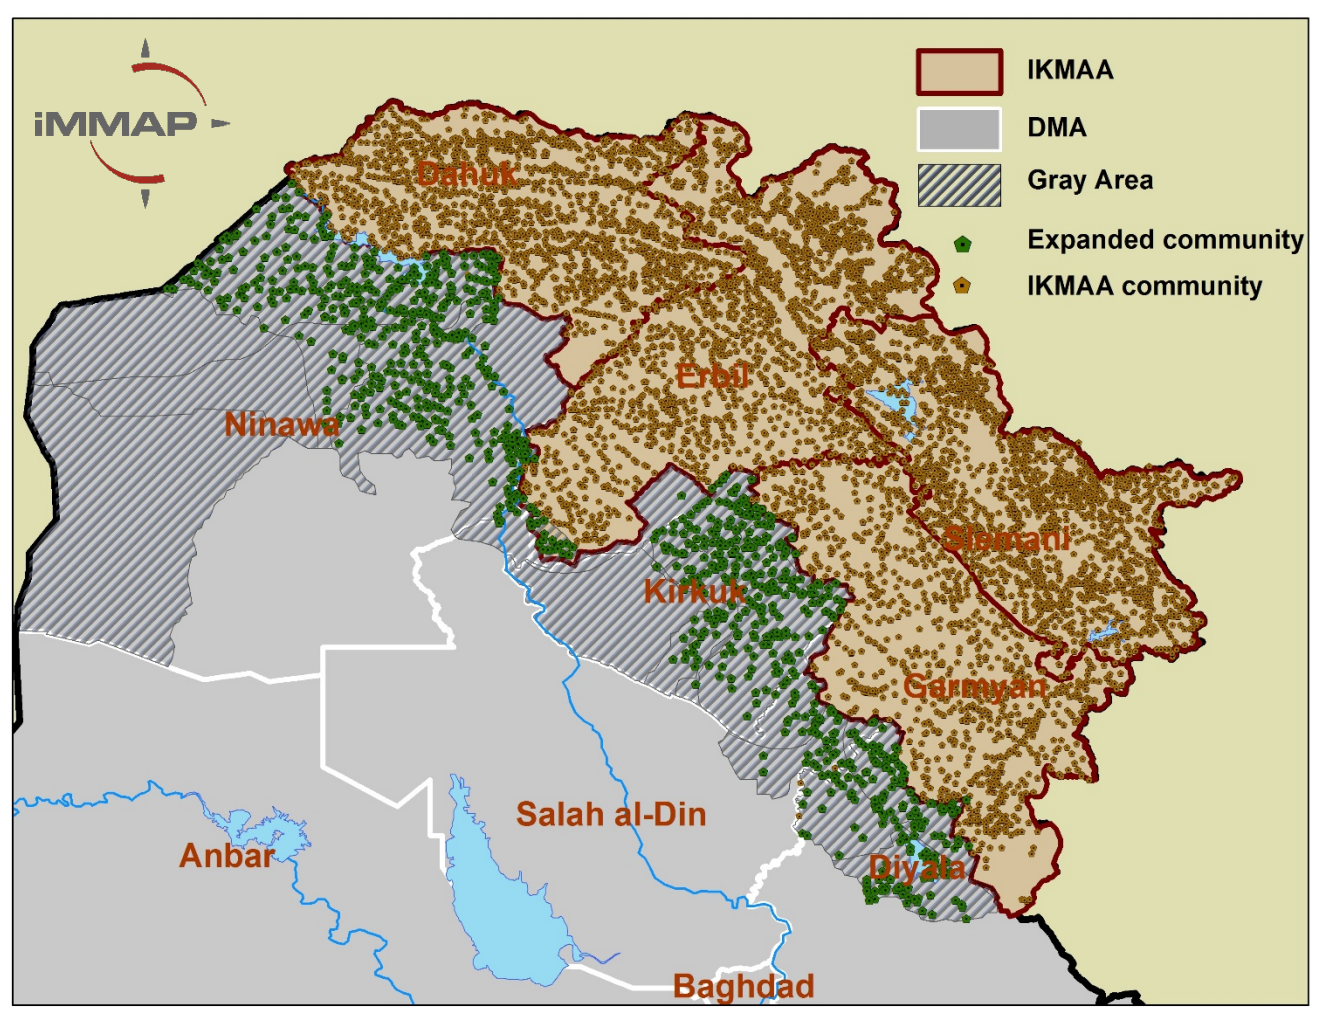 iMMAP
IKMAA
DMA
Gray Area
Expanded community
IKMAA community
Dahuk
Erbil
Ninawa
Slemani
Kirkuk
Garmyan
Salah al-Din
Anbar
Diyala
Baghdad